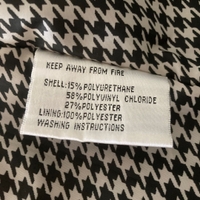 KEEP AWAY FROM FIRE
SHELL:15%POLYURETHANE
58%POLYVINYL CHLORIDE
27%POLYESTER
LINING:100%POLYESTER
WASHING INSTRUCTIONS